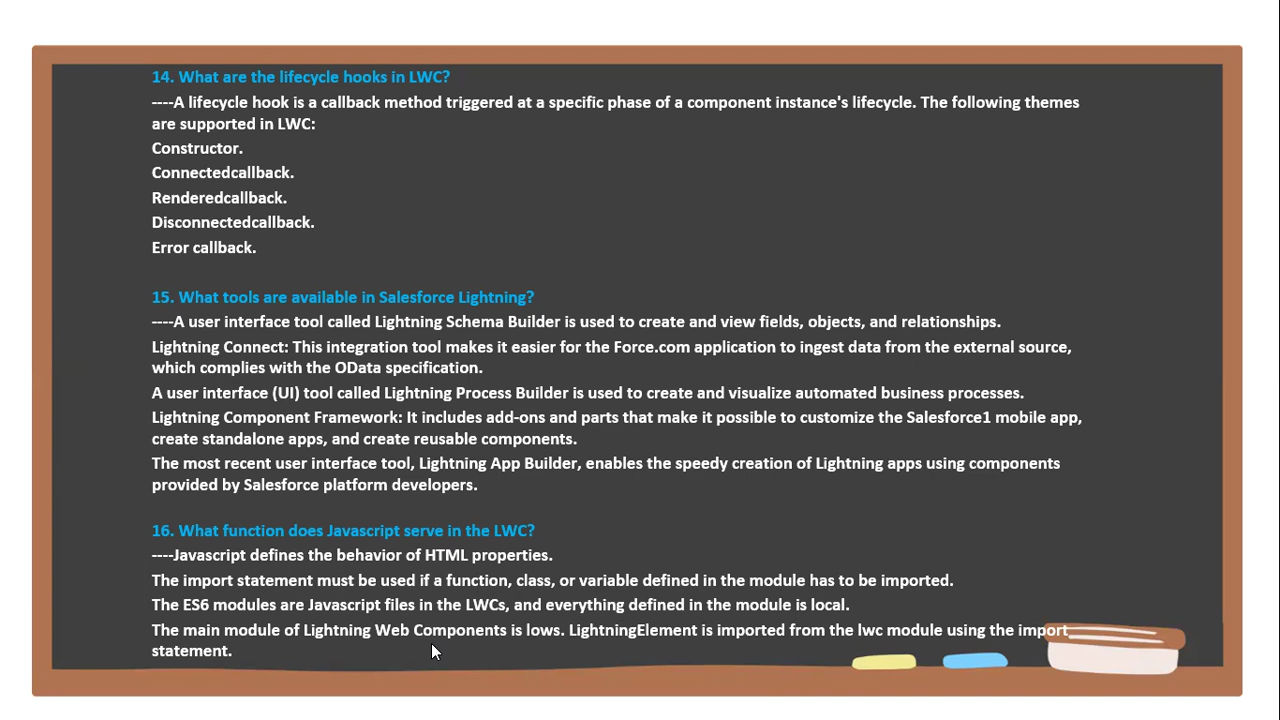 14. What are the lifecycle hooks in LWC?
----A lifecycle hook is a callback method triggered at a specific phase of a component instance's lifecycle. The following themes
are supported in LWC:
Constructor.
Connectedcallback.
Renderedcallback.
Disconnectedcallback.
Error callback.
15. What tools are available in Salesforce Lightning?
----A user interface tool called Lightning Schema Builder is used to create and view fields, objects, and relationships.
Lightning Connect: This integration tool makes it easier for the Force.com application to ingest data from the external source,
which complies with the OData specification.
A user interface (UI) tool called Lightning Process Builder is used to create and visualize automated business processes.
Lightning Component Framework: It includes add-ons and parts that make it possible to customize the Salesforce1 mobile app,
create standalone apps, and create reusable components.
The most recent user interface tool, Lightning App Builder, enables the speedy creation of Lightning apps using components
provided by Salesforce platform developers.
16. What function does Javascript serve in the LWC?
----Javascript defines the behavior of HTML properties.
The import statement must be used if a function, class, or variable defined in the module has to be imported.
The ES6 modules are Javascript files in the LWCs, and everything defined in the module is local.
The main module of Lightning Web Components is lows. LightningElement is imported from the lwc module using the import
statement.